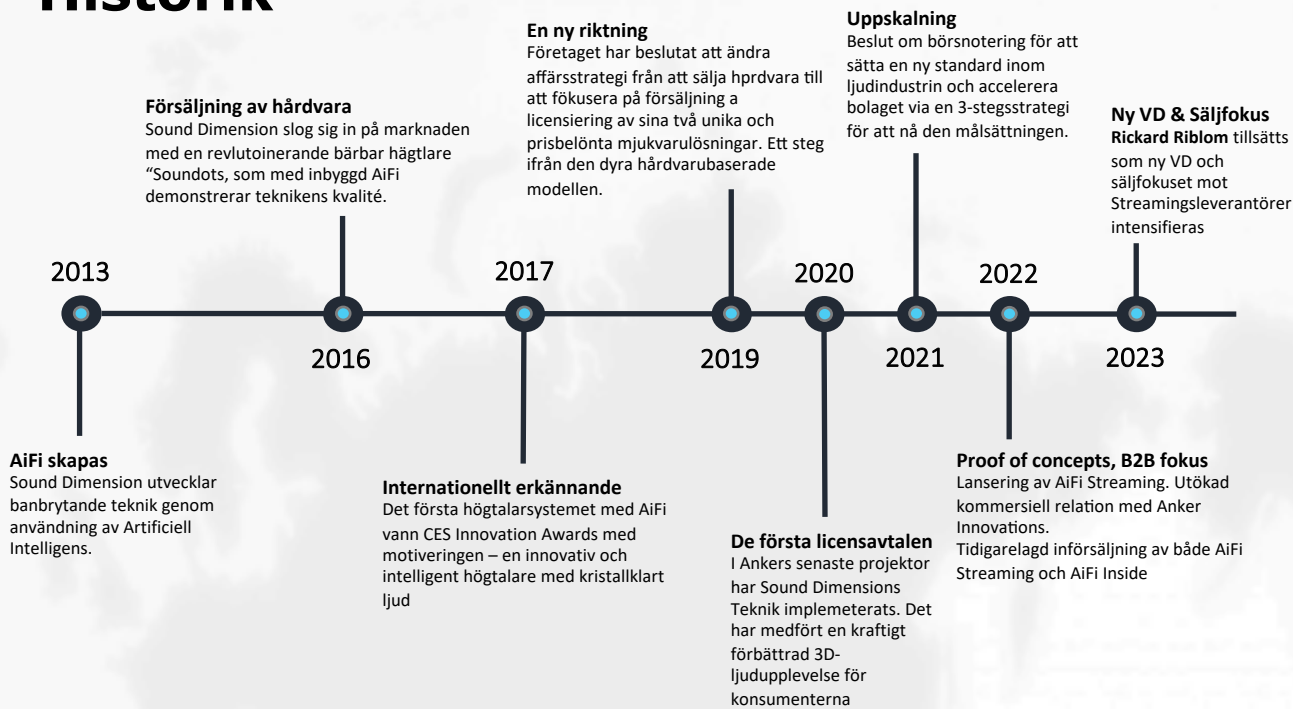 Historik
En ny riktning
Företaget har beslutat att ändra
affärsstrategi från att sälja hprdvara till
att fökusera på försäljning a
licensiering av sina två unika och
prisbelönta mjukvarulösningar. Ett steg
ifrån den dyra hårdvarubaserade
modellen.
Uppskalning
Beslut om börsnotering för att
sätta en ny standard inom
ljudindustrin och accelerera
bolaget via en 3-stegsstrategi
för att nå den målsättningen.
Försäljning av hårdvara
Sound Dimension slog sig in på marknaden
med en revlutoinerande bärbar hägtlare
“Soundots, som med inbyggd AiFi
demonstrerar teknikens kvalité.
Ny VD & Säljfokus
Rickard Riblom tillsätts
som ny VD och
säljfokuset mot
Streamingsleverantörer
intensifieras
2013
2017
2020
2022
2016
2019
2021
2023
AiFi skapas
Sound Dimension utvecklar
banbrytande teknik genom
användning av Artificiell
Intelligens.
Internationellt erkännande
Det första högtalarsystemet med AiFi
vann CES Innovation Awards med
motiveringen – en innovativ och
intelligent högtalare med kristallklart
ljud
De första licensavtalen
I Ankers senaste projektor
har Sound Dimensions
Teknik implemeterats. Det
har medfört en kraftigt
förbättrad 3D-
ljudupplevelse för
konsumenterna
Proof of concepts, B2B fokus
Lansering av AiFi Streaming. Utökad
kommersiell relation med Anker
Innovations.
Tidigarelagd införsäljning av både AiFi
Streaming och AiFi Inside